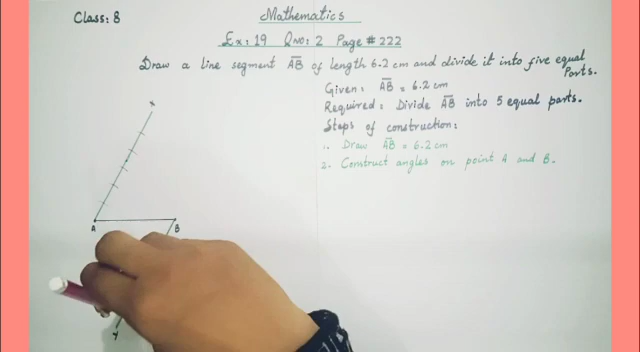 Class: 8
Mathematics
Ex: 19 Q no: 2 Page # 222
Draw a line segment AB of length 6.2 cm and divide it into five equal
Parts.
Given: AB = 6.2 cm
Required: Divide AB into 5 equal parts.
Steps of construction:
1. Draw AB = 6.2 cm
2. Construct angles on point A and B.
x
A
B
y